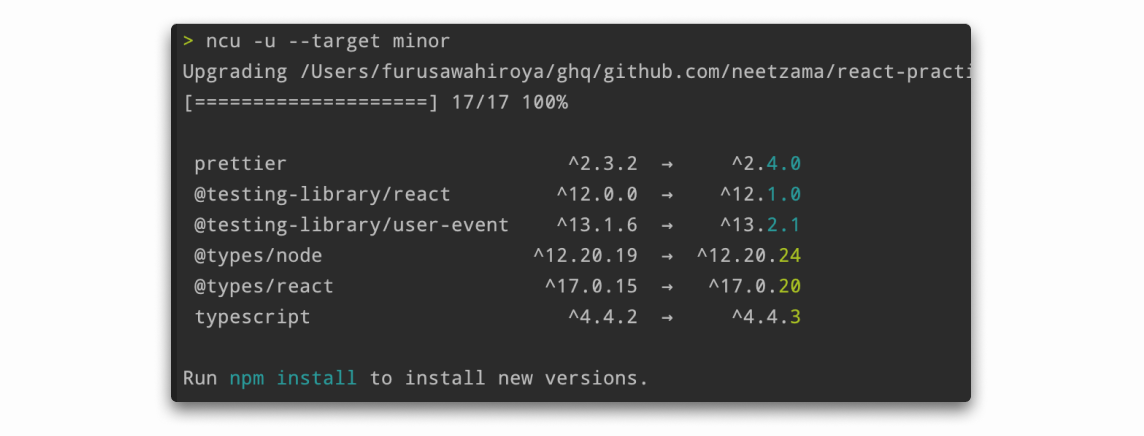 > ncu -u --target minor
Upgrading /Users/furusawahiroya/ghq/github.com/neetzama/react-practi
[====================] 17/17 100%
prettier ^2.3.2 → ^2.4.0
@testing-library/react ^12.0.0 → ^12.1.0
@testing-library/user-event ^13.1.6 → ^13.2.1
@types/node ^12.20.19 → ^12.20.24
@types/react ^17.0.15 → ^17.0.20
typescript ^4.4.2 → ^4.4.3
Run npm install to install new versions.